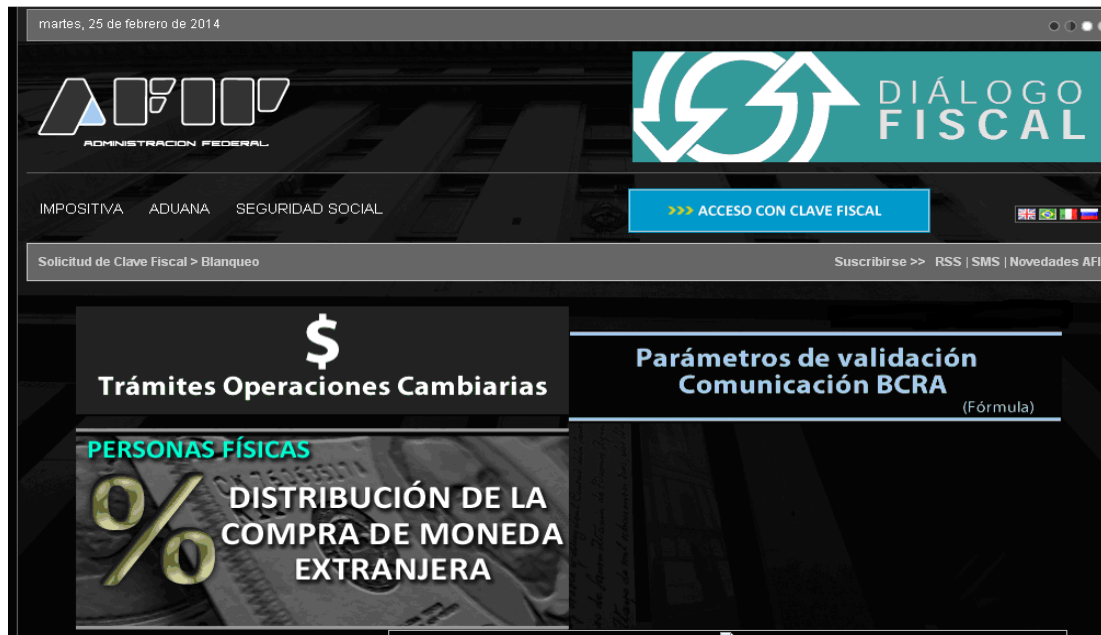 martes, 25 de febrero de 2014
AFIP
ADMINISTRACION FEDERAL
DIÁLOGO
FISCAL
IMPOSITIVA ADUANA SEGURIDAD SOCIAL
>>> ACCESO CON CLAVE FISCAL
Solicitud de Clave Fiscal > Blanqueo
Suscribirse >> RSS | SMS | Novedades AFI
$
Trámites Operaciones Cambiarias
Parámetros de validación
Comunicación BCRA
(Fórmula)
PERSONAS FÍSICAS
%
DISTRIBUCIÓN DE LA
COMPRA DE MONEDA
EXTRANJERA